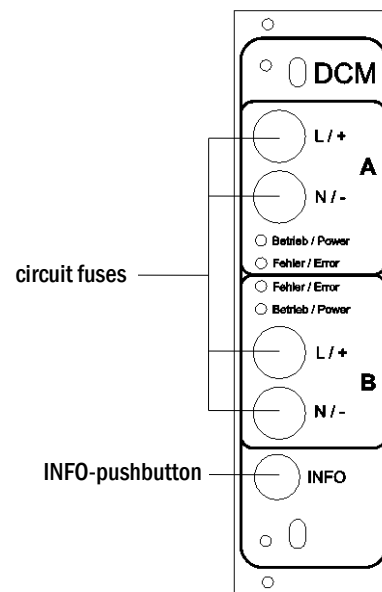 DCM
L / +
A
N / -
Betrieb / Power
Fehler / Error
circuit fuses
Fehler / Error
Betrieb / Power
L / +
B
N / -
INFO-pushbutton
INFO